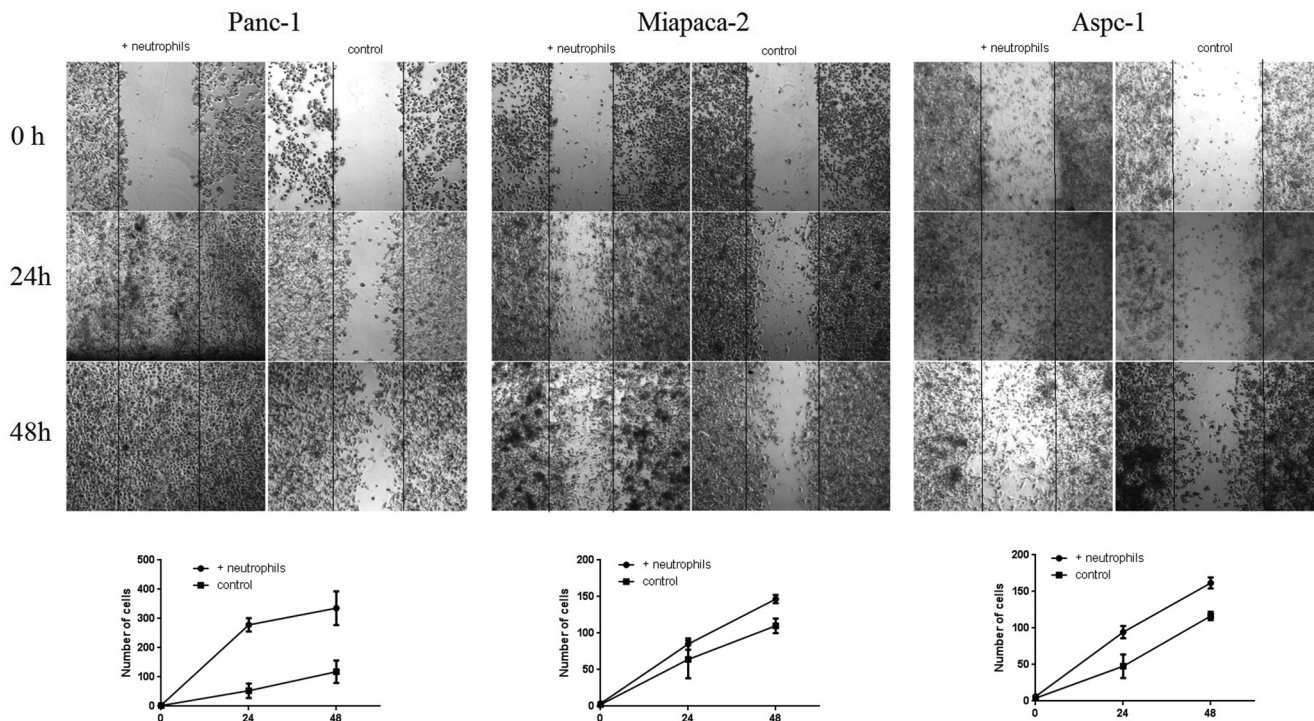 Panc-1 Miapaca-2 Aspc-1
+ neutrophils control + neutrophils control + neutrophils control
0 h
24h
48h
500
400
300
200
100
0
Number of cells
+ neutrophils
control
0 24 48
200
150
100
50
0
Number of cells
+ neutrophils
control
0 24 48
200
150
100
50
0
Number of cells
+ neutrophils
control
0 24 48